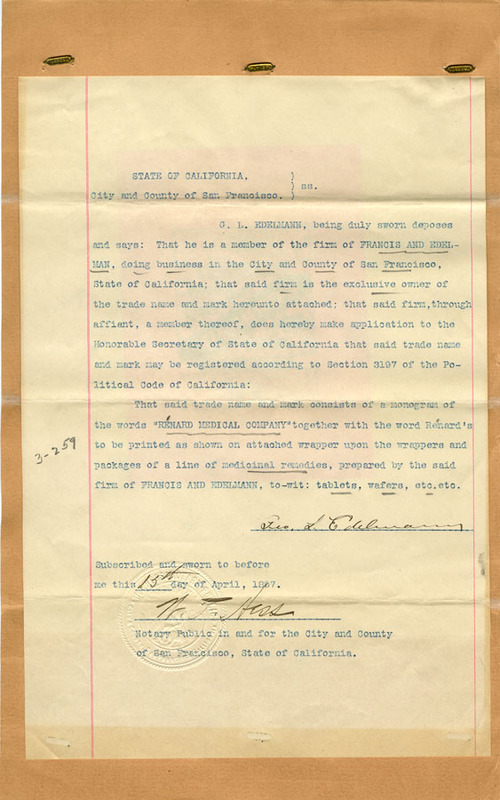 STATE OF CALIFORNIA, )
) ss.
City and County of San Francisco. )
G. L. EDELMANN, being duly sworn deposes
and says: That he is a member of the firm of FRANCIS AND EDEL-
MAN, doing business in the City and County of San Francisco,
State of California; that said firm is the exclusive owner of
the trade name and mark hereunto attached; that said firm,through
affiant, a member thereof, does hereby make application to the
Honorable Secretary of State of California that said trade name
and mark may be registered according to Section 3197 of the Po-
litical Code of California:
That said trade name and mark consists of a monogram of
the words "RÉNARD MEDICAL COMPANY"together with the word Rénard's
to be printed as shown on attached wrapper upon the wrappers and
3-259
packages of a line of medicinal remedies, prepared by the said
firm of FRANCIS AND EDELMANN, to-wit: tablets, wafers, etc.etc.
Geo. L. Edelmann
Subscribed and sworn to before
me this 15th day of April, 1897.
W. T. Hess
Notary Public in and for the City and County
of San Francisco, State of California.